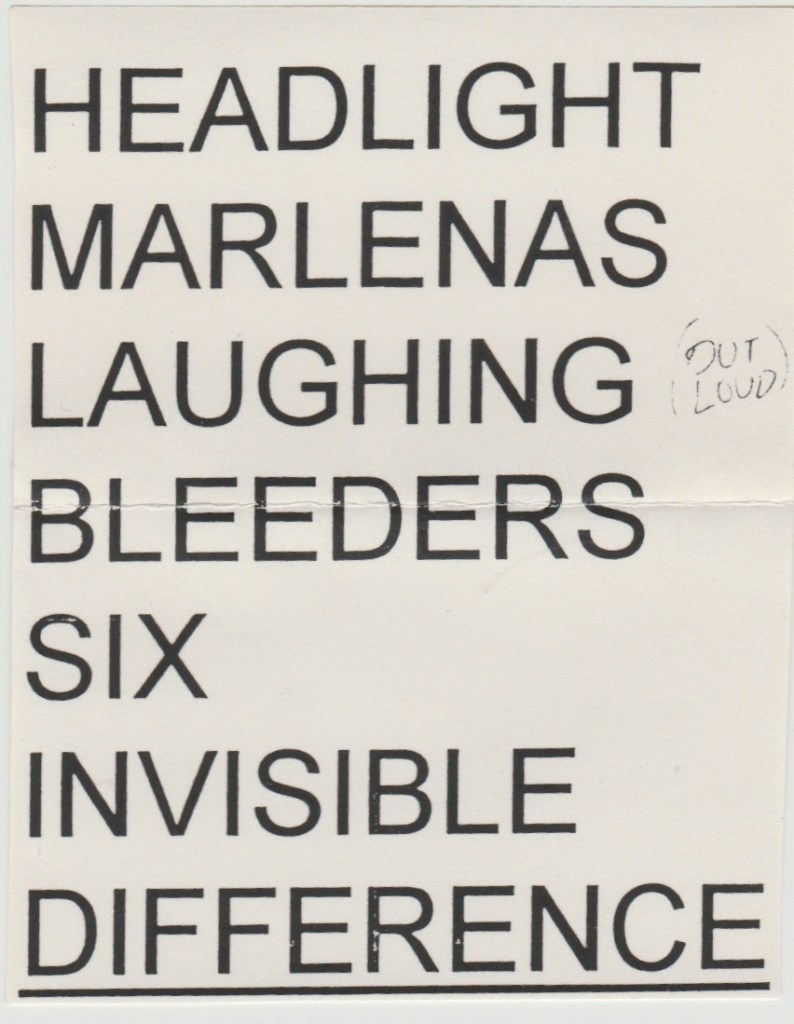 HEADLIGHT
MARLENAS
LAUGHING (OUT
LOUD)
BLEEDERS
SIX
INVISIBLE
DIFFERENCE